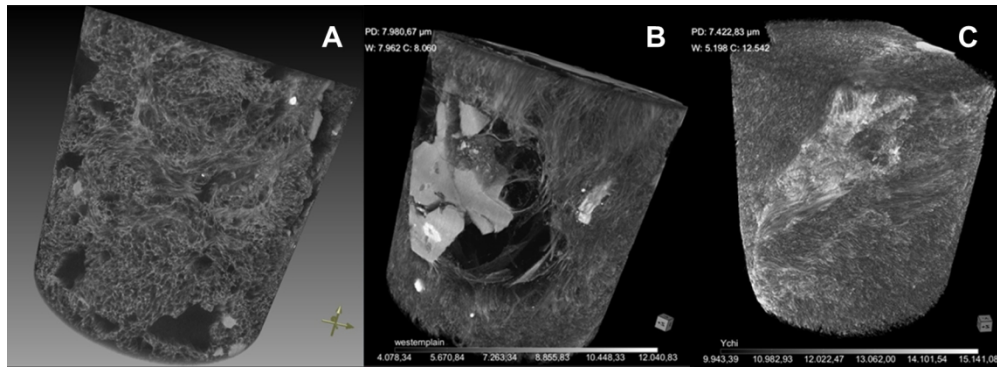 A
PD: 7.980,67 µm
W: 7.962 C: 8.060
B
westemplain
4.078,34 5.670,84 7.263,34 8.855,83 10.448,33 12.040,83
PD: 7.422,83 µm
W: 5.198 C: 12.542
C
Ychi
9.943,39 10.982,93 12.022,47 13.062,00 14.101,54 15.141,08